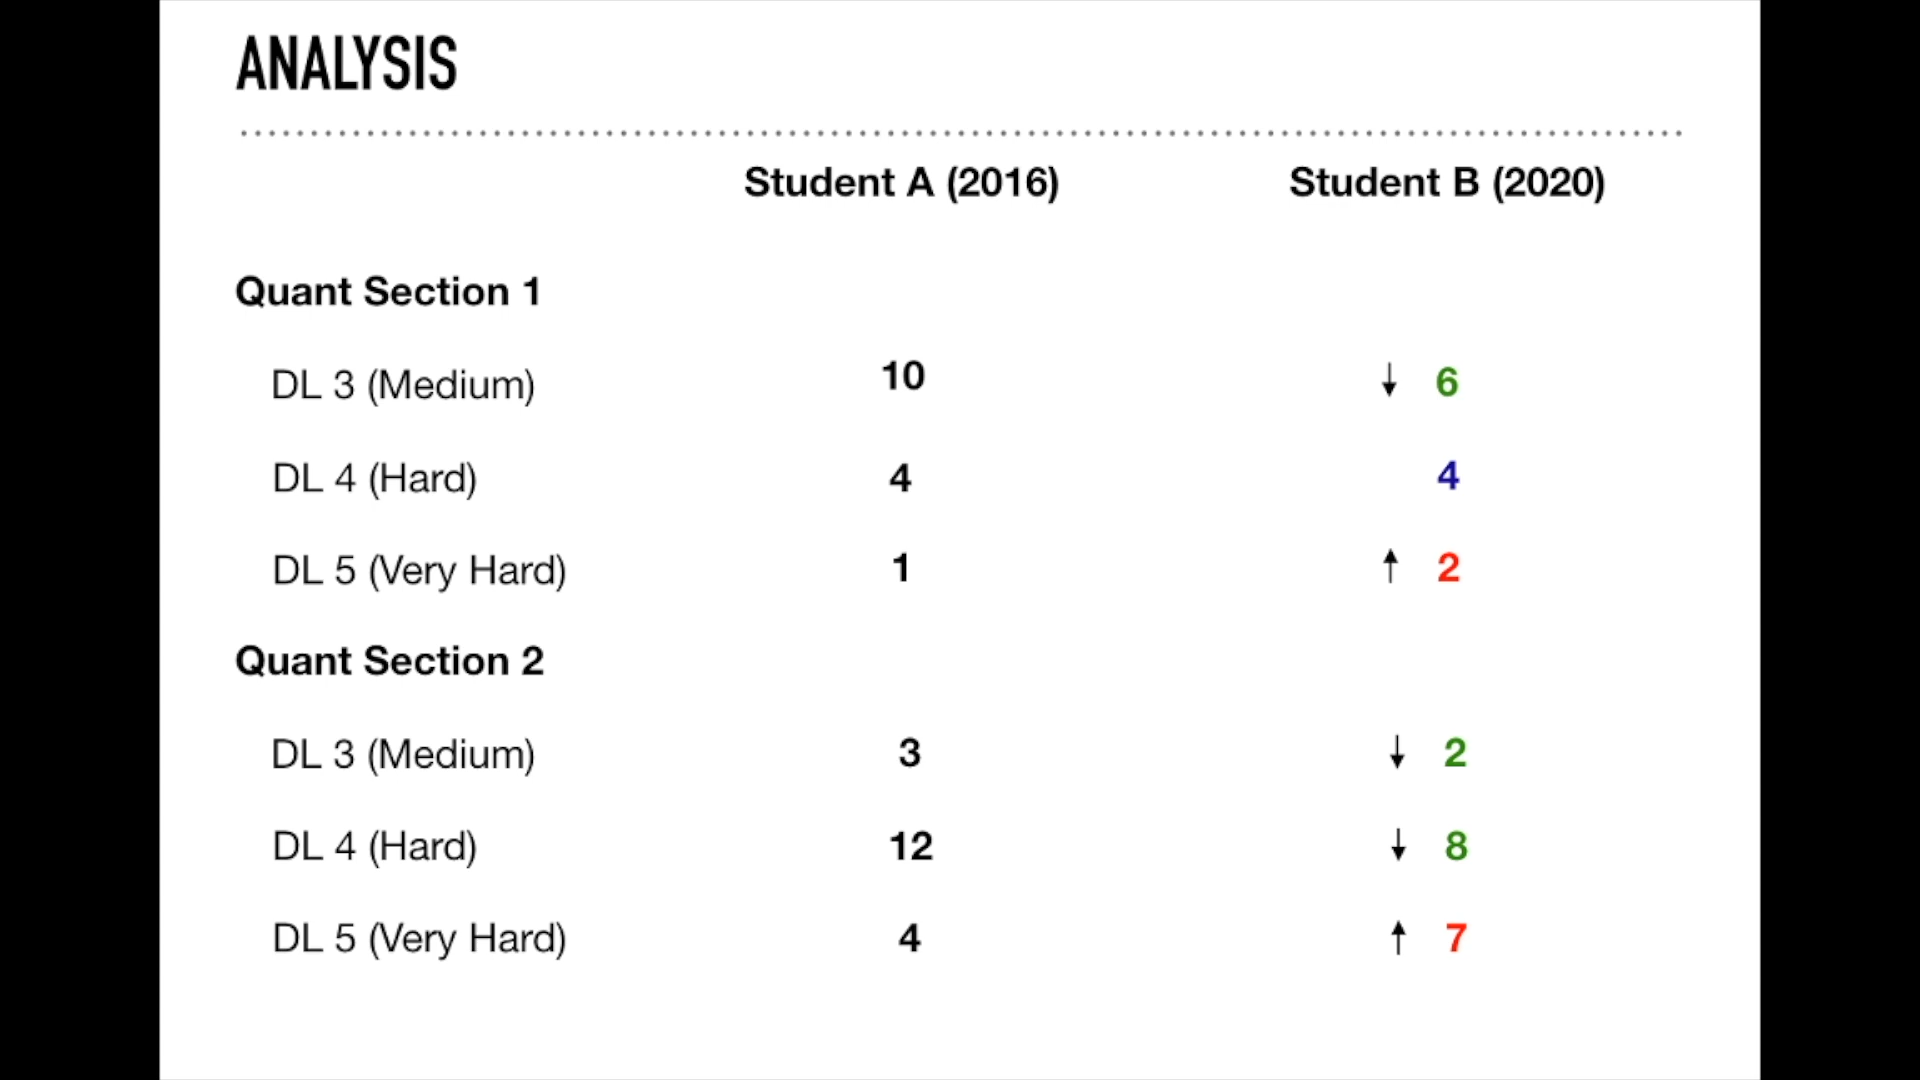 ANALYSIS
Student A (2016) Student B (2020)
Quant Section 1
DL 3 (Medium) 10 ↓ 6
DL 4 (Hard) 4 4
DL 5 (Very Hard) 1 ↑ 2
Quant Section 2
DL 3 (Medium) 3 ↓ 2
DL 4 (Hard) 12 ↓ 8
DL 5 (Very Hard) 4 ↑ 7